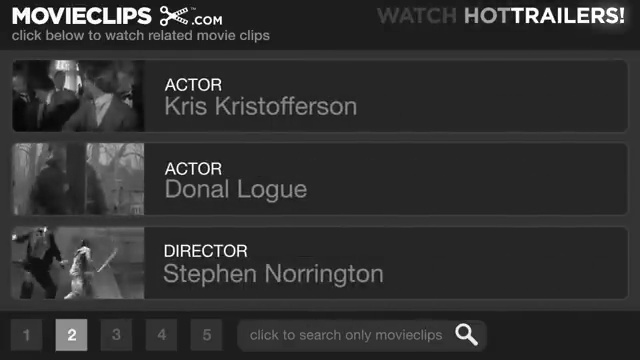 MOVIECLIPS .COM
WATCH HOTTRAILERS!
click below to watch related movie clips
ACTOR
Kris Kristofferson
ACTOR
Donal Logue
DIRECTOR
Stephen Norrington
1 2 3 4 5 click to search only movieclips